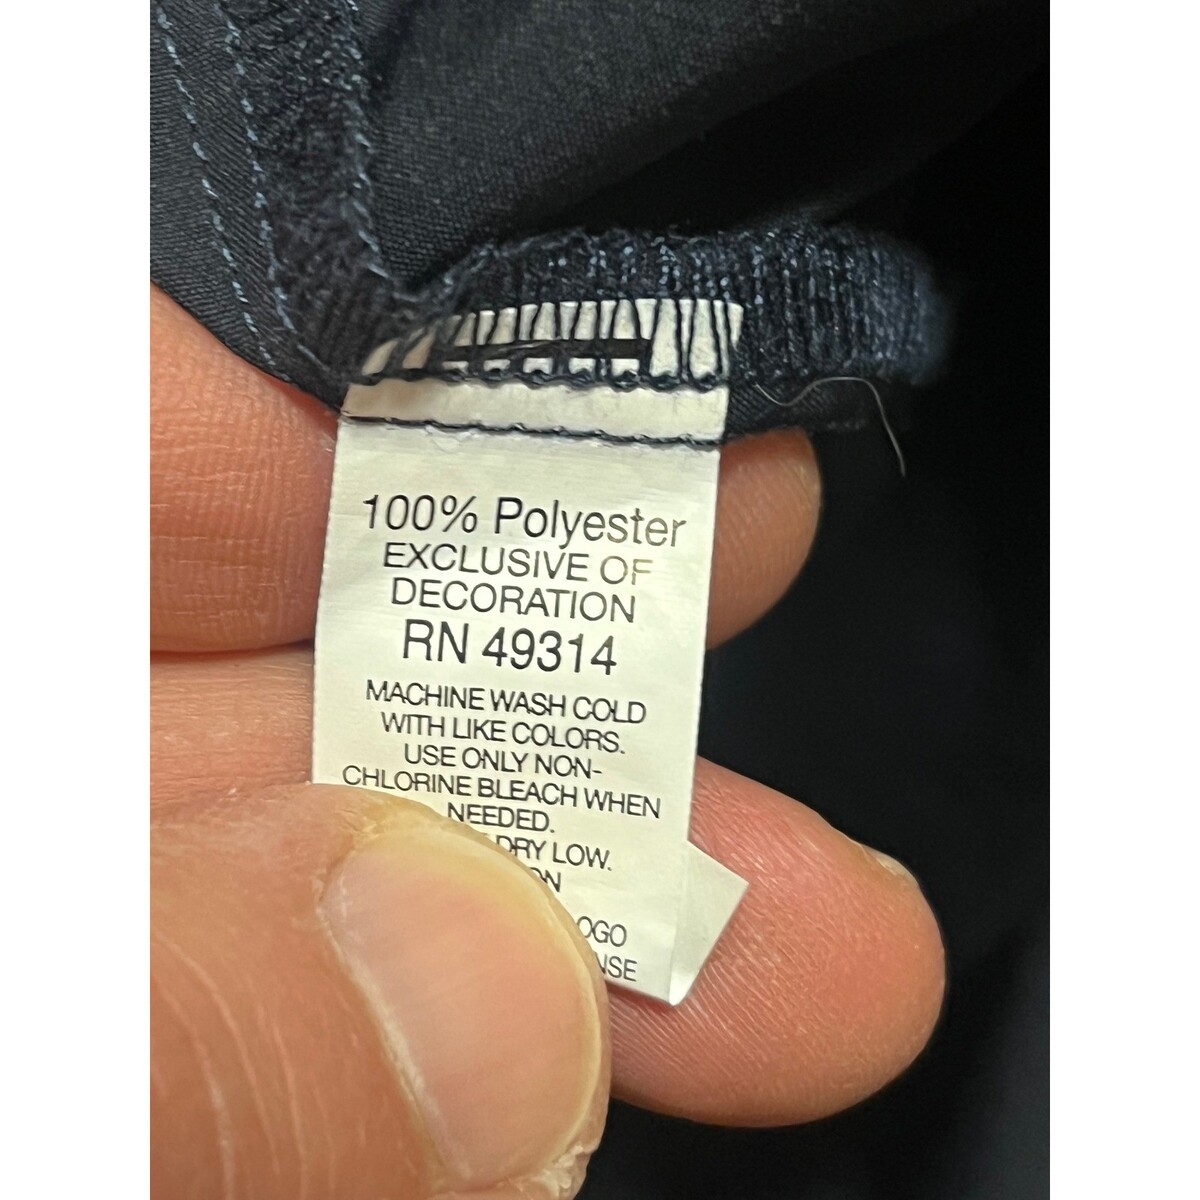 100% Polyester
EXCLUSIVE OF
DECORATION
RN 49314
MACHINE WASH COLD
WITH LIKE COLORS.
USE ONLY NON-
CHLORINE BLEACH WHEN
NEEDED.
DRY LOW.